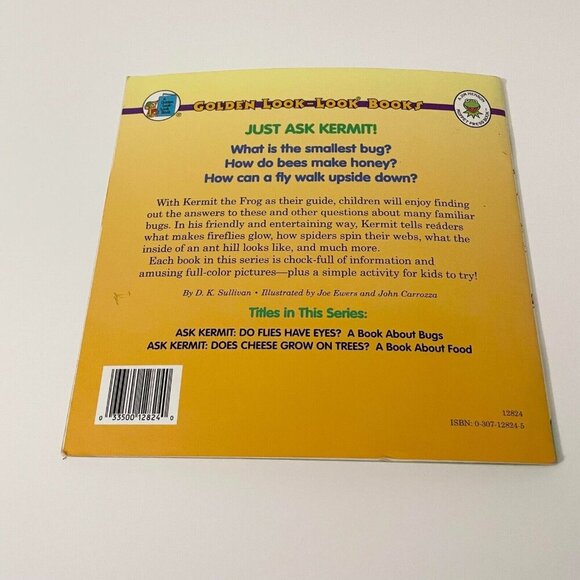 GOLDEN LOOK-LOOK® BOOKS
A JIM HENSON MUPPET PRESS BOOK™
JUST ASK KERMIT!
What is the smallest bug?
How do bees make honey?
How can a fly walk upside down?
With Kermit the Frog as their guide, children will enjoy finding
out the answers to these and other questions about many familiar
bugs. In his friendly and entertaining way, Kermit tells readers
what makes fireflies glow, how spiders spin their webs, what the
inside of an ant hill looks like, and much more.
Each book in this series is chock-full of information and
amusing full-color pictures—plus a simple activity for kids to try!
By D. K. Sullivan • Illustrated by Joe Ewers and John Carrozza
Titles in This Series:
ASK KERMIT: DO FLIES HAVE EYES? A Book About Bugs
ASK KERMIT: DOES CHEESE GROW ON TREES? A Book About Food
0 33500 12824 0
12824
ISBN: 0-307-12824-5